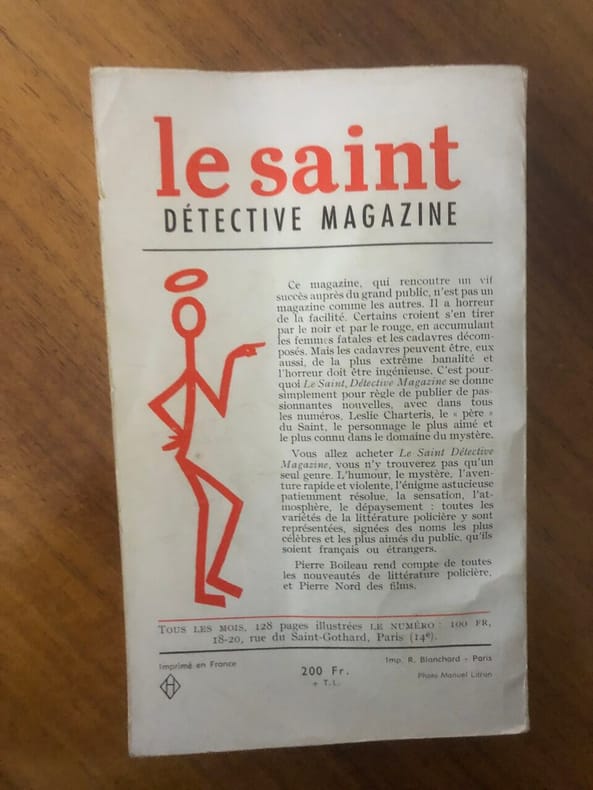 le saint
DÉTECTIVE MAGAZINE
Ce magazine, qui rencontre un vif
succès auprès du grand public, n'est pas un
magazine comme les autres. Il a horreur
de la facilité. Certains croient s'en tirer
par le noir et par le rouge, en accumulant
les femmes fatales et les cadavres décom-
posés. Mais les cadavres peuvent être, eux
aussi, de la plus extrême banalité et
l'horreur doit être ingénieuse. C'est pour-
quoi Le Saint, Détective Magazine se donne
simplement pour règle de publier de pas-
sionnantes nouvelles, avec dans tous
les numéros, Leslie Charteris, le « père »
du Saint, le personnage le plus aimé et
le plus connu dans le domaine du mystère.
Vous allez acheter Le Saint Détective
Magazine, vous n'y trouverez pas qu'un
seul genre. L'humour, le mystère, l'aven-
ture rapide et violente, l'énigme astucieuse
patiemment résolue, la sensation, l'at-
mosphère, le dépaysement : toutes les
variétés de la littérature policière y sont
représentées, signées des noms les plus
célèbres et les plus aimés du public, qu'ils
soient français ou étrangers.
Pierre Boileau rend compte de toutes
les nouveautés de littérature policière,
et Pierre Nord des films.
TOUS LES MOIS, 128 pages illustrées LE NUMÉRO : 100 FR,
18-20, rue du Saint-Gothard, Paris (14e).
Imprimé en France
H
200 Fr.
+ T.L.
Imp. R. Blanchard - Paris
Photo Manuel Litran